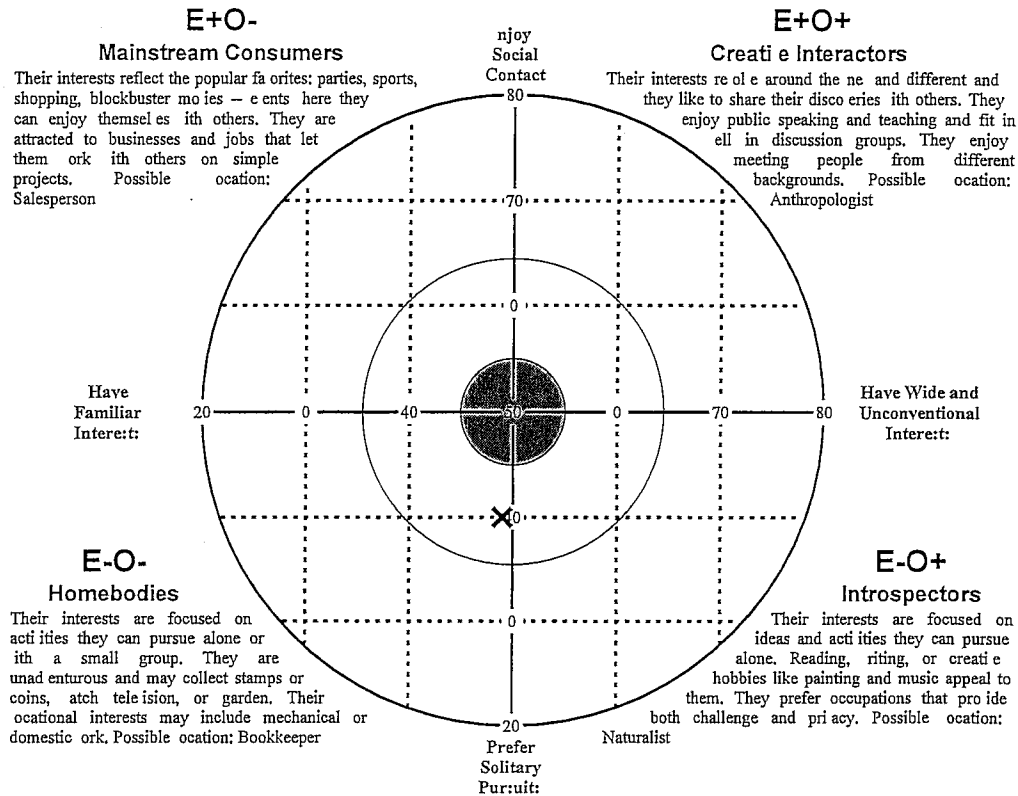 E+O-
Mainstream Consumers
Their interests reflect the popular fa orites: parties, sports,
shopping, blockbuster mo ies -- e ents here they
can enjoy themsel es ith others. They are
attracted to businesses and jobs that let
them ork ith others on simple
projects. Possible ocation:
Salesperson
njoy
Social
Contact
E+O+
Creati e Interactors
Their interests re ol e around the ne and different and
they like to share their disco eries ith others. They
enjoy public speaking and teaching and fit in
ell in discussion groups. They enjoy
meeting people from different
backgrounds. Possible ocation:
Anthropologist
80
70
0
Have
Familiar
Intere:t:
20 0 40 50 0 70 80
Have Wide and
Unconventional
Intere:t:
40
0
20
E-O-
Homebodies
Their interests are focused on
acti ities they can pursue alone or
ith a small group. They are
unad enturous and may collect stamps or
coins, atch tele ision, or garden. Their
ocational interests may include mechanical or
domestic ork. Possible ocation: Bookkeeper
Prefer
Solitary
Pur:uit:
E-O+
Introspectors
Their interests are focused on
ideas and acti ities they can pursue
alone. Reading, riting, or creati e
hobbies like painting and music appeal to
them. They prefer occupations that pro ide
both challenge and pri acy. Possible ocation:
Naturalist